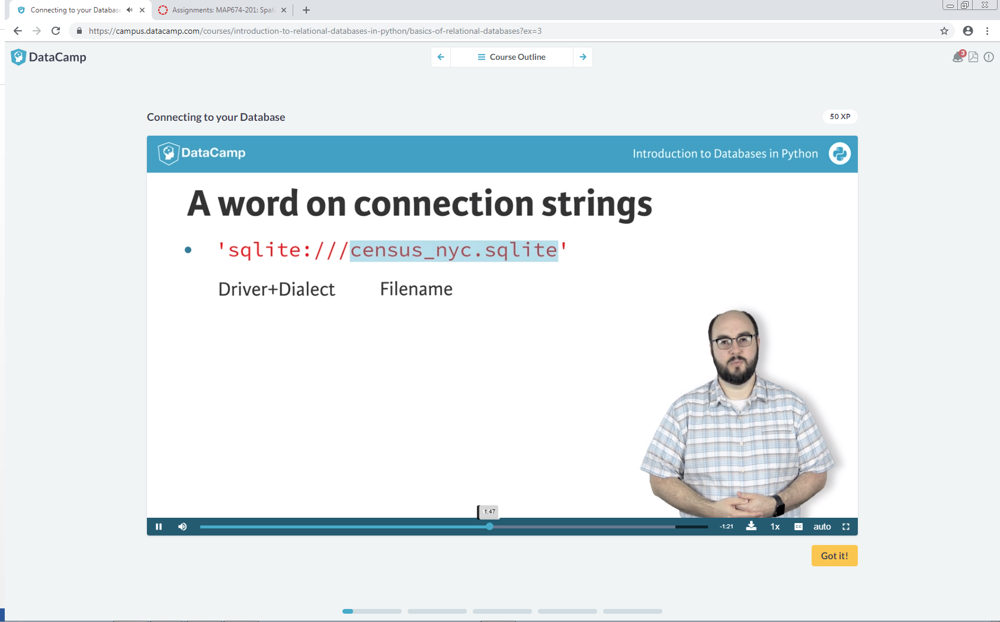 Connecting to your Database
Assignments: MAP674-201: Spat
https://campus.datacamp.com/courses/introduction-to-relational-databases-in-python/basics-of-relational-databases?ex=3
DataCamp
Course Outline
3
Connecting to your Database
50 XP
DataCamp
Introduction to Databases in Python
A word on connection strings
• 'sqlite:///census_nyc.sqlite'
Driver+Dialect Filename
1:47
-1:21
1x
CC
auto
Got it!